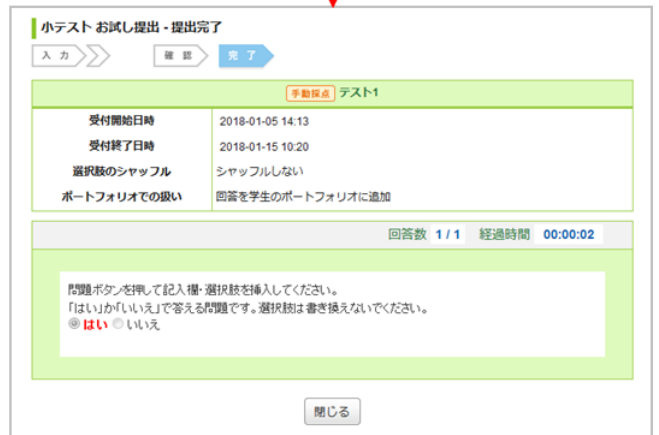 小テスト お試し提出 - 提出完了
入 力 確 認 完 了
手動採点 テスト1
受付開始日時 2018-01-05 14:13
受付終了日時 2018-01-15 10:20
選択肢のシャッフル シャッフルしない
ポートフォリオでの扱い 回答を学生のポートフォリオに追加
回答数 1 / 1 経過時間 00:00:02
問題ボタンを押して記入欄・選択肢を挿入してください。
「はい」か「いいえ」で答える問題です。選択肢は書き換えないでください。
はい いいえ
閉じる